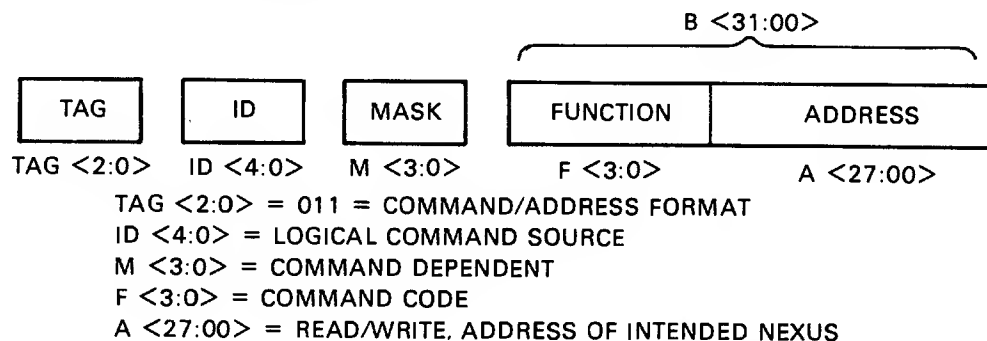 B <31:00>
TAG ID MASK FUNCTION ADDRESS
TAG <2:0> ID <4:0> M <3:0> F <3:0> A <27:00>
TAG <2:0> = 011 = COMMAND/ADDRESS FORMAT
ID <4:0> = LOGICAL COMMAND SOURCE
M <3:0> = COMMAND DEPENDENT
F <3:0> = COMMAND CODE
A <27:00> = READ/WRITE, ADDRESS OF INTENDED NEXUS